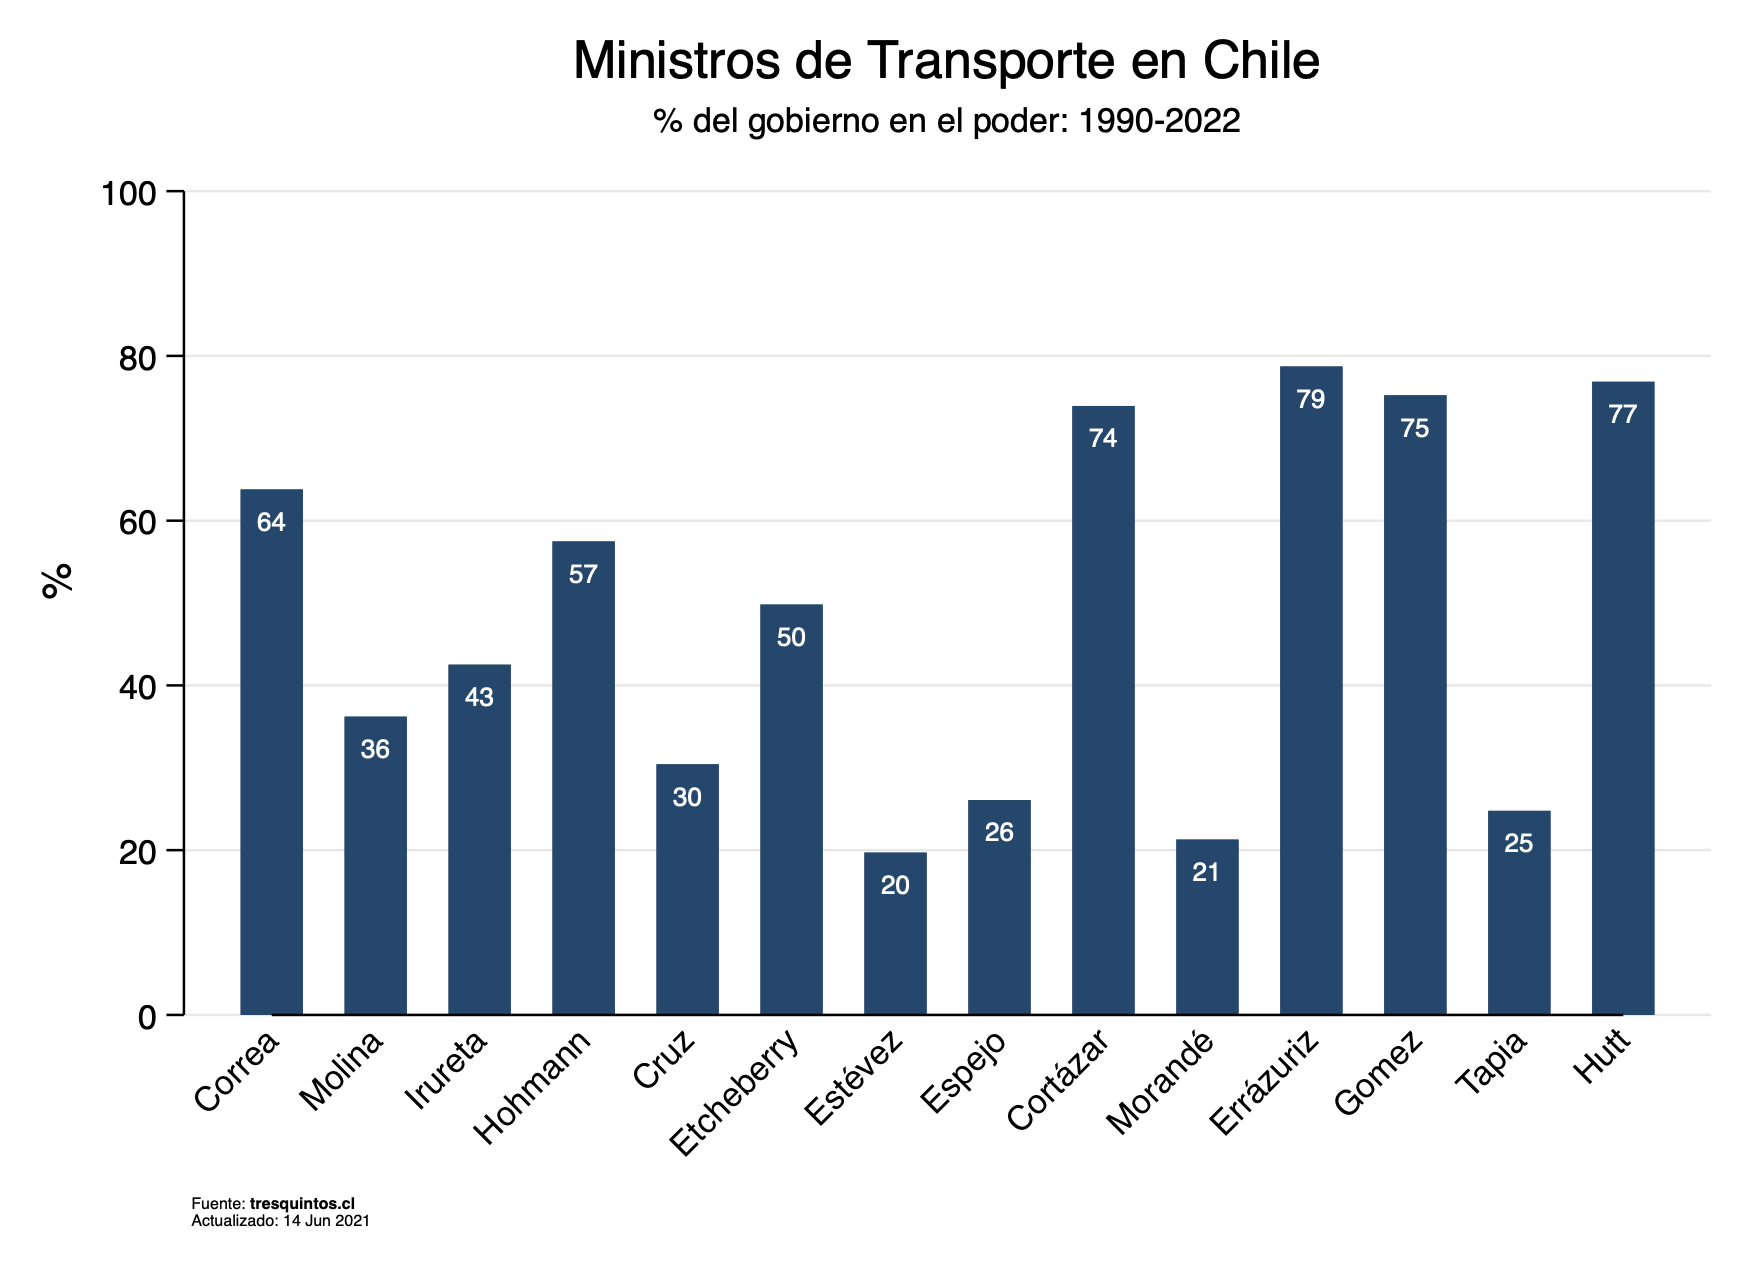 Ministros de Transporte en Chile
% del gobierno en el poder: 1990-2022
100
80
60
40
20
0
%
64
36
43
57
30
50
20
26
74
21
79
75
25
77
Correa
Molina
Irureta
Hohmann
Cruz
Etcheberry
Estévez
Espejo
Cortázar
Morandé
Errázuriz
Gomez
Tapia
Hutt
Fuente: tresquintos.cl
Actualizado: 14 Jun 2021